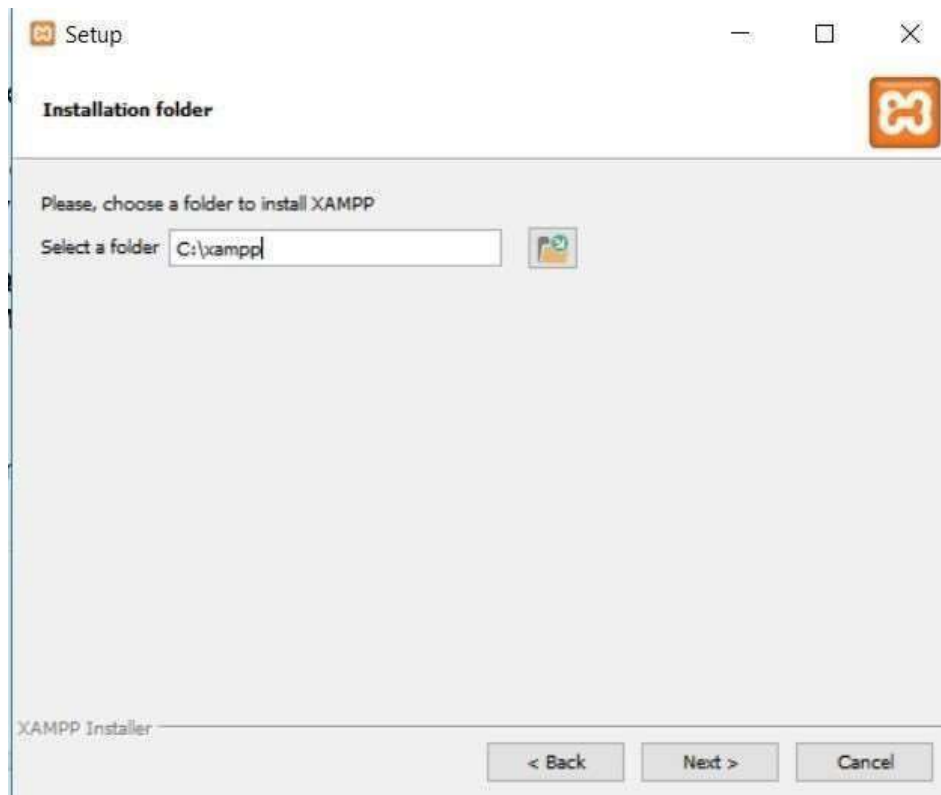 Setup
Installation folder
Please, choose a folder to install XAMPP
Select a folder C:\xampp
XAMPP Installer
< Back Next > Cancel